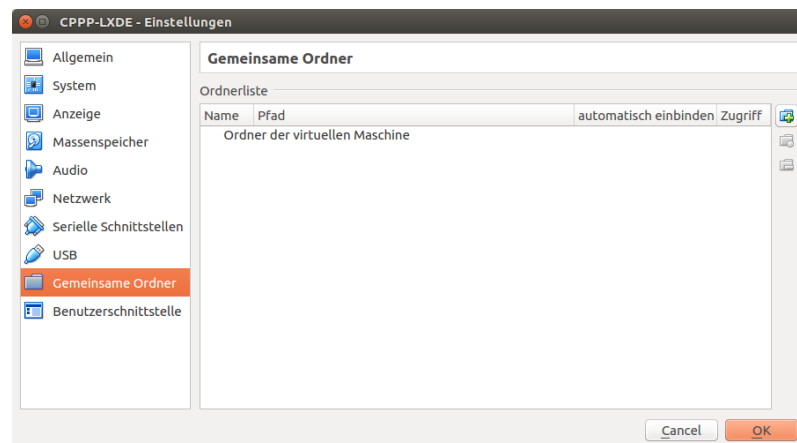 CPPP-LXDE - Einstellungen
Allgemein
System
Anzeige
Massenspeicher
Audio
Netzwerk
Serielle Schnittstellen
USB
Gemeinsame Ordner
Benutzerschnittstelle
Gemeinsame Ordner
Ordnerliste
Name Pfad automatisch einbinden Zugriff
Ordner der virtuellen Maschine
Cancel OK